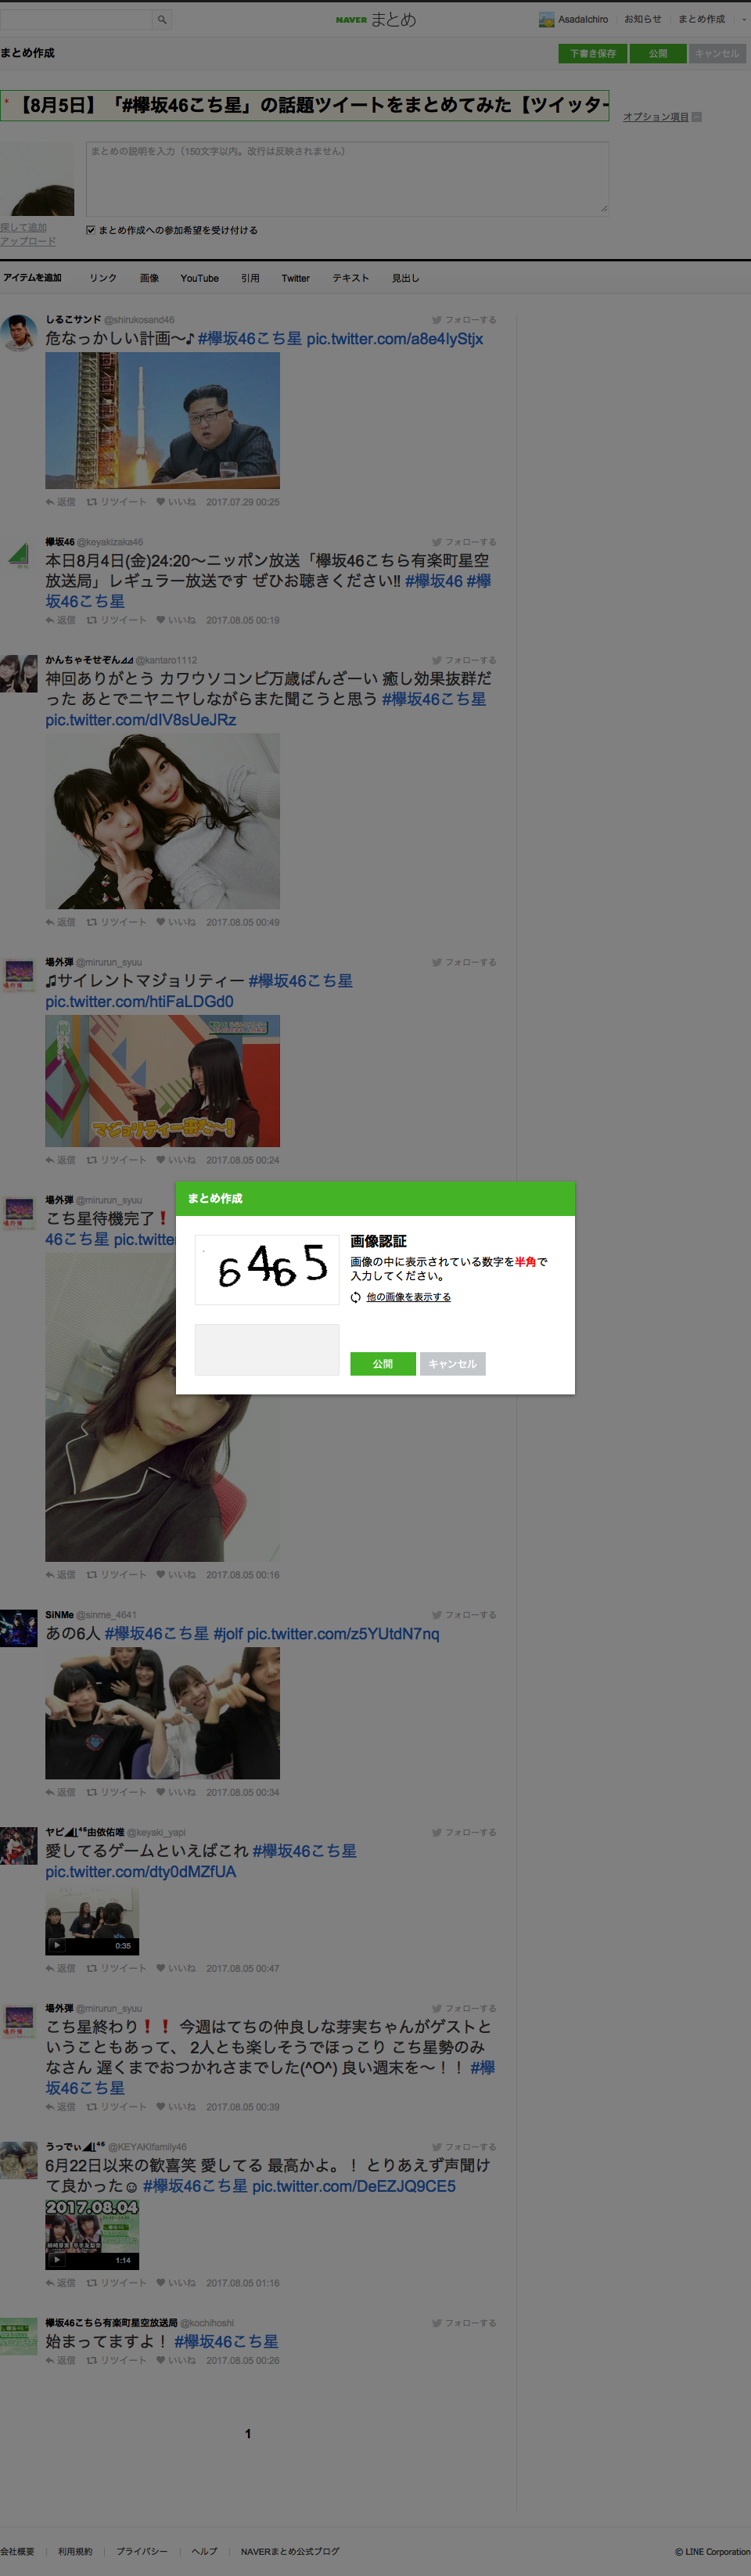 NAVER まとめ
AsadaIchiro
お知らせ
まとめ作成
まとめ作成
下書き保存
公開
キャンセル
* 【8月5日】「#欅坂46こち星」の話題ツイートをまとめてみた【ツイッター
オプション項目
まとめの説明を入力（150文字以内。改行は反映されません）
探して追加
アップロード
まとめ作成への参加希望を受け付ける
アイテムを追加 リンク 画像 YouTube 引用 Twitter テキスト 見出し
しるこサンド @shirukosand46 フォローする
危なっかしい計画〜♪ #欅坂46こち星 pic.twitter.com/a8e4IyStjx
返信 リツイート いいね 2017.07.29 00:25
欅坂46 @keyakizaka46 フォローする
本日8月4日(金)24:20〜ニッポン放送「欅坂46こちら有楽町星空
放送局」レギュラー放送です ぜひお聴きください‼ #欅坂46 #欅
坂46こち星
返信 リツイート いいね 2017.08.05 00:19
かんちゃそせぞん⊿⊿ @kantaro1112 フォローする
神回ありがとう カワウソコンビ万歳ばんざーい 癒し効果抜群だ
った あとでニヤニヤしながらまた聞こうと思う #欅坂46こち星
pic.twitter.com/dIV8sUeJRz
返信 リツイート いいね 2017.08.05 00:49
場外弾 @mirurun_syuu フォローする
♫サイレントマジョリティー #欅坂46こち星
pic.twitter.com/htiFaLDGd0
マジョリティー来た〜!
返信 リツイート いいね 2017.08.05 00:24
場外弾 @mirurun_syuu
こち星待機完了❗
46こち星 pic.twitte
まとめ作成
6465
画像認証
画像の中に表示されている数字を半角で
入力してください。
他の画像を表示する
公開
キャンセル
返信 リツイート いいね 2017.08.05 00:16
SiNMe @sinme_4641 フォローする
あの6人 #欅坂46こち星 #jolf pic.twitter.com/z5YUtdN7nq
返信 リツイート いいね 2017.08.05 00:34
ヤピ◢͟│⁴⁶由依佑唯 @keyaki_yapi フォローする
愛してるゲームといえばこれ #欅坂46こち星
pic.twitter.com/dty0dMZfUA
0:35
返信 リツイート いいね 2017.08.05 00:47
場外弾 @mirurun_syuu フォローする
こち星終わり❗❗ 今週はてちの仲良しな芽実ちゃんがゲストと
いうこともあって、 2人とも楽しそうでほっこり こち星勢のみ
なさん 遅くまでおつかれさまでした(^O^) 良い週末を〜！！ #欅
坂46こち星
返信 リツイート いいね 2017.08.05 00:39
うっでぃ◢͟│⁴⁶ @KEYAKIfamily46 フォローする
6月22日以来の歓喜笑 愛してる 最高かよ。！ とりあえず声聞け
て良かった☺ #欅坂46こち星 pic.twitter.com/DeEZJQ9CE5
2017.08.04
1:14
返信 リツイート いいね 2017.08.05 01:16
欅坂46こちら有楽町星空放送局 @kochihoshi フォローする
始まってますよ！ #欅坂46こち星
返信 リツイート いいね 2017.08.05 00:26
1
会社概要 利用規約 プライバシー ヘルプ NAVERまとめ公式ブログ
© LINE Corporation